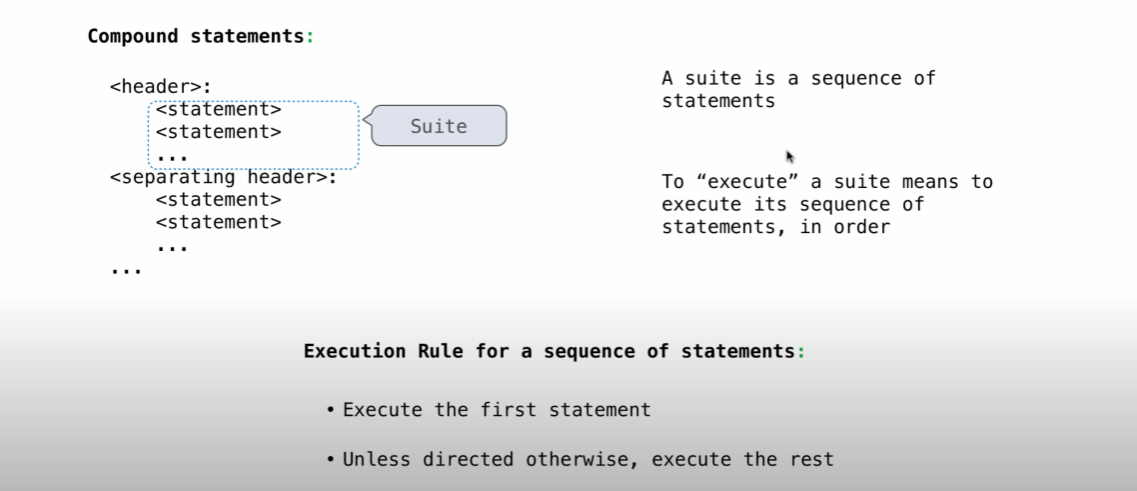 Compound statements:
<header>:
<statement>
<statement>
...
Suite
<separating header>:
<statement>
<statement>
...
...
A suite is a sequence of
statements
To “execute” a suite means to
execute its sequence of
statements, in order
Execution Rule for a sequence of statements:
• Execute the first statement
• Unless directed otherwise, execute the rest